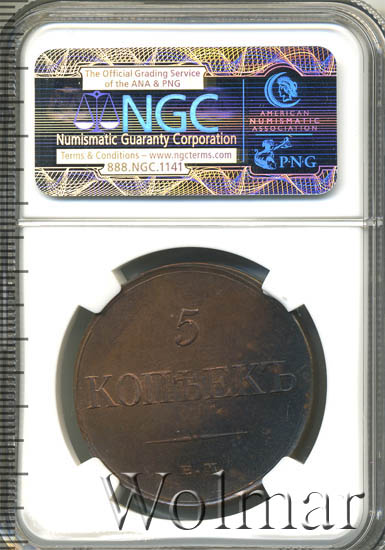 The Official Grading Service
of the ANA & PNG
NGC
Numismatic Guaranty Corporation
Terms & Conditions – www.ngcterms.com
888.NGC.1141
AMERICAN
NUMISMATIC
ASSOCIATION
PNG
5
КОПѢЕКЪ
Е.
Wolmar